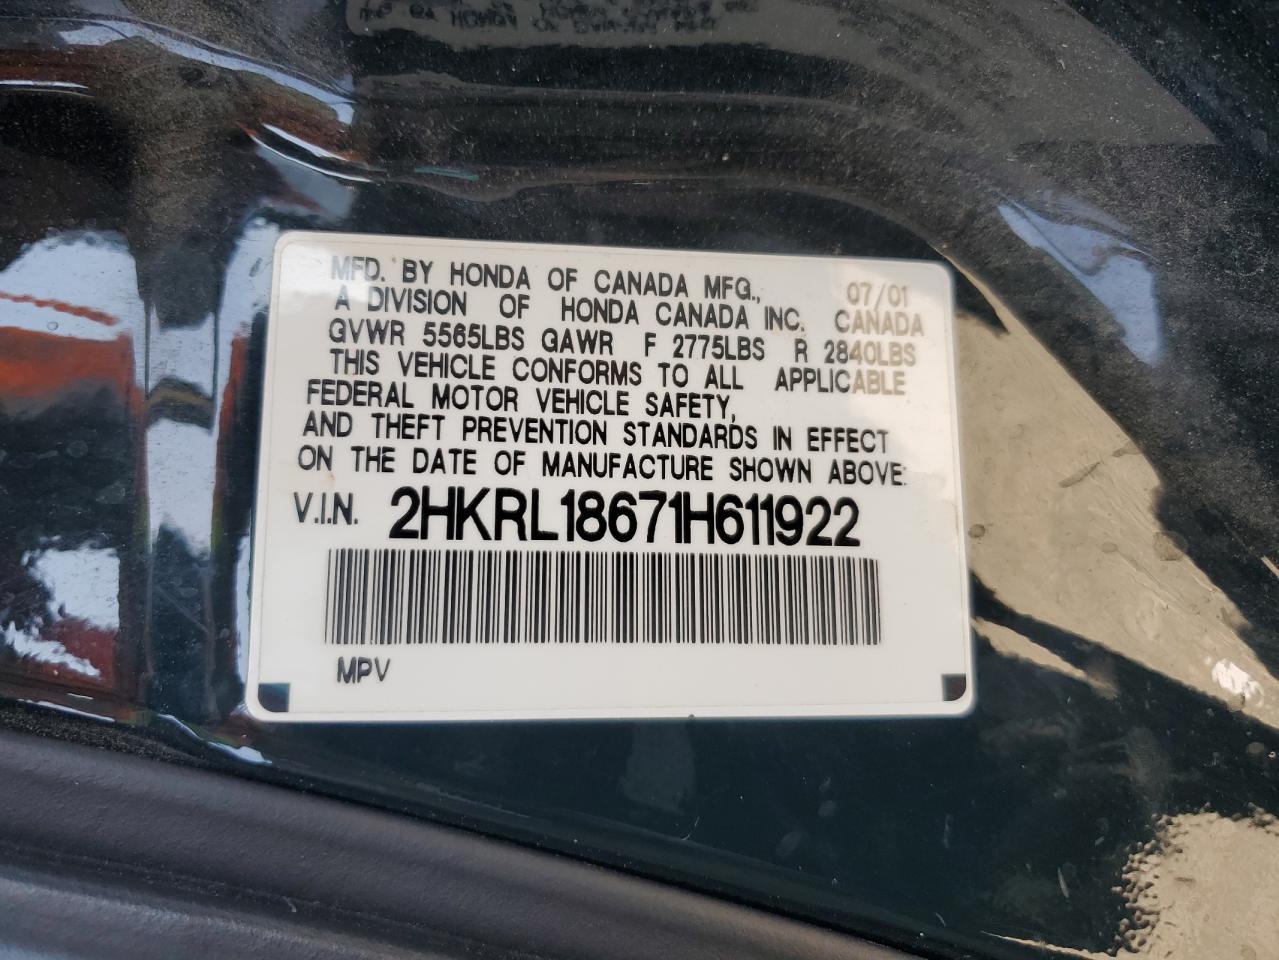 MFD. BY HONDA OF CANADA MFG., 07/01
A DIVISION OF HONDA CANADA INC. CANADA
GVWR 5565LBS GAWR F 2775LBS R 2840LBS
THIS VEHICLE CONFORMS TO ALL APPLICABLE
FEDERAL MOTOR VEHICLE SAFETY,
AND THEFT PREVENTION STANDARDS IN EFFECT
ON THE DATE OF MANUFACTURE SHOWN ABOVE.
V.I.N. 2HKRL18671H611922
MPV